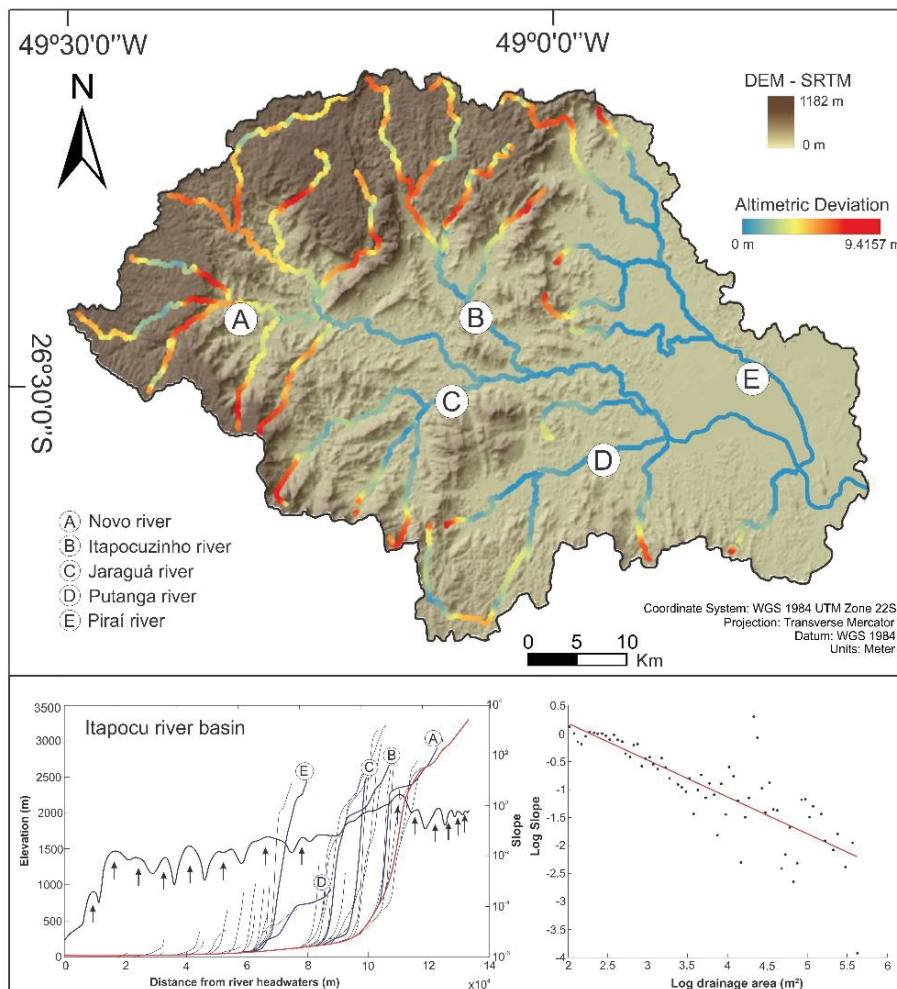 49°30'0''W
49°0'0''W
N
DEM - SRTM
1182 m
0 m
Altimetric Deviation
0 m
9.4157 m
26°30'0''S
A
B
C
D
E
A Novo river
B Itapocuzinho river
C Jaraguá river
D Putanga river
E Piraí river
Coordinate System: WGS 1984 UTM Zone 22S
Projection: Transverse Mercator
Datum: WGS 1984
Units: Meter
0 5 10
Km
Itapocu river basin
Elevation (m)
3500
3000
2500
2000
1500
1000
500
0
0 2 4 6 8 10 12 14
x10⁴
Distance from river headwaters (m)
Slope
10⁴
10²
10⁰
10⁻²
10⁻⁴
E
C
B
A
D
Log Slope
0.5
0
-0.5
-1
-1.5
-2
-2.5
-3
-3.5
-4
2 2.5 3 3.5 4 4.5 5 5.5 6
Log drainage area (m²)